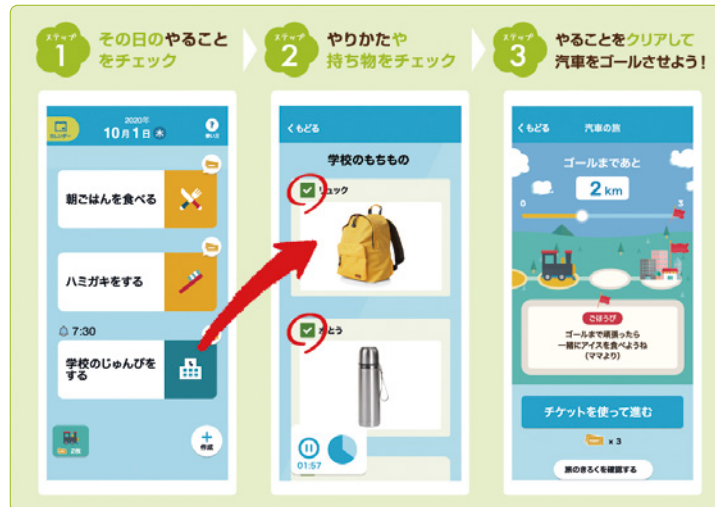 ステップ
1
その日のやること
をチェック
ステップ
2
やりかたや
持ち物をチェック
ステップ
3
やることをクリアして
汽車をゴールさせよう！
カレンダー
2020年
10月1日 木
?
朝ごはんを食べる
ハミガキをする
7:30
学校のじゅんびを
する
2枚
作成
くもどる
学校のもちもの
リュック
01:57
くもどる
汽車の旅
ゴールまであと
2 km
0
3
ごほうび
ゴールまで頑張ったら
一緒にアイスを食べようね
（ママより）
チケットを使って進む
x 3
旅のきろくを確認する